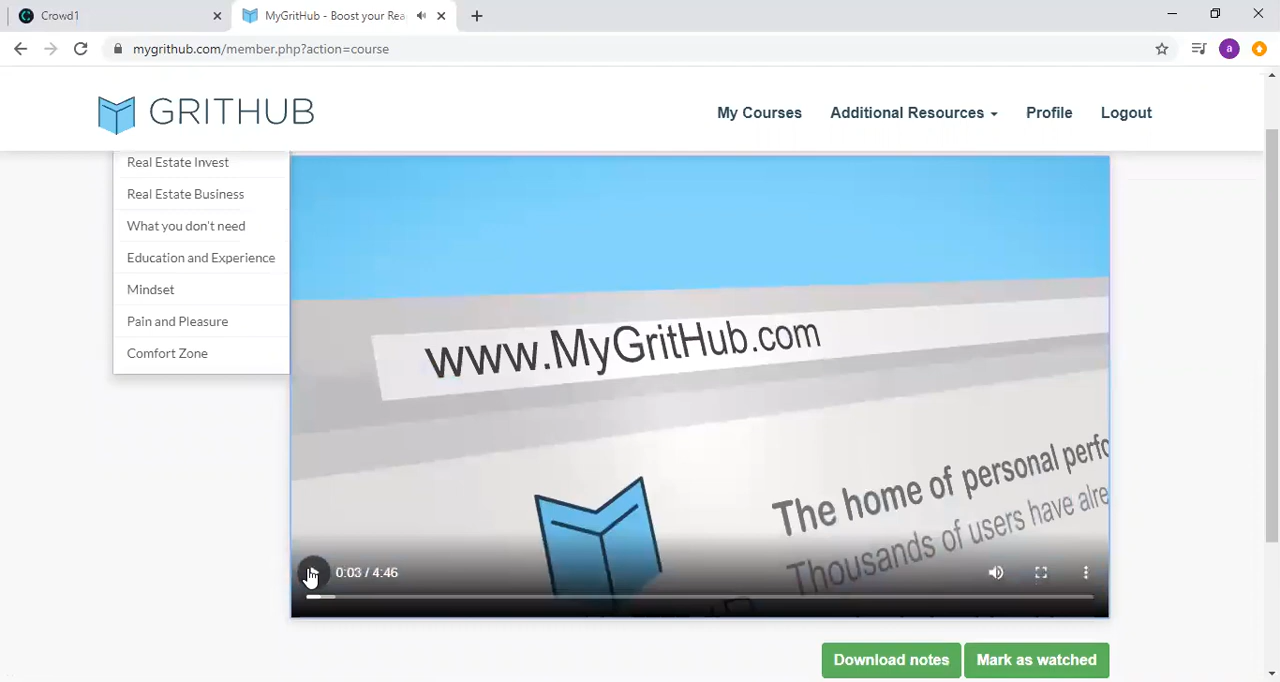 Crowd1
MyGritHub - Boost your Rea
mygrithub.com/member.php?action=course
a
GRITHUB
My Courses
Additional Resources
Profile
Logout
Real Estate Invest
Real Estate Business
What you don't need
Education and Experience
Mindset
Pain and Pleasure
Comfort Zone
www.MyGritHub.com
The home of personal perfo
Thousands of users have alre
0:03 / 4:46
Download notes
Mark as watched